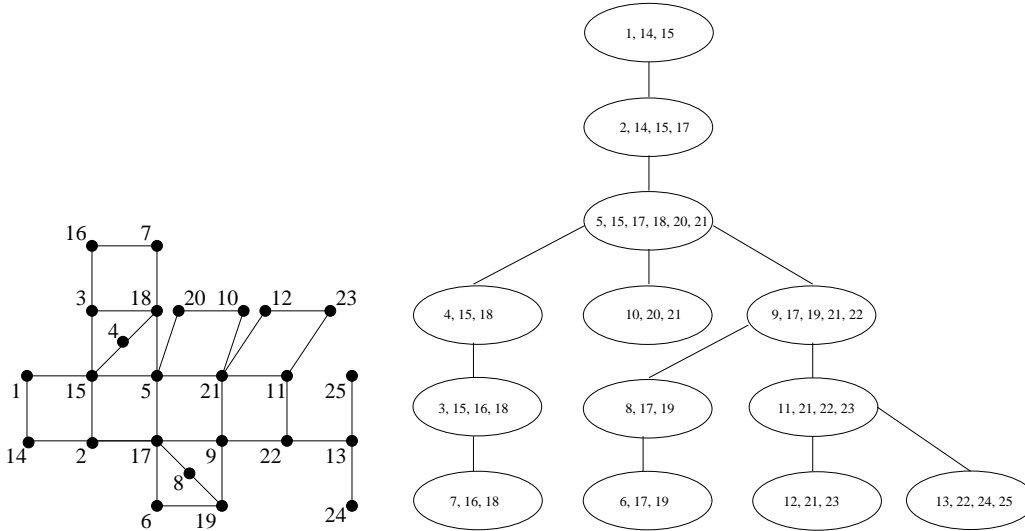 1, 14, 15
2, 14, 15, 17
5, 15, 17, 18, 20, 21
4, 15, 18
10, 20, 21
9, 17, 19, 21, 22
3, 15, 16, 18
8, 17, 19
11, 21, 22, 23
7, 16, 18
6, 17, 19
12, 21, 23
13, 22, 24, 25
16 7
3 18 20 10 12 23
4
1 15 5 21 11 25
14 2 17 9 22 13
8
6 19 24